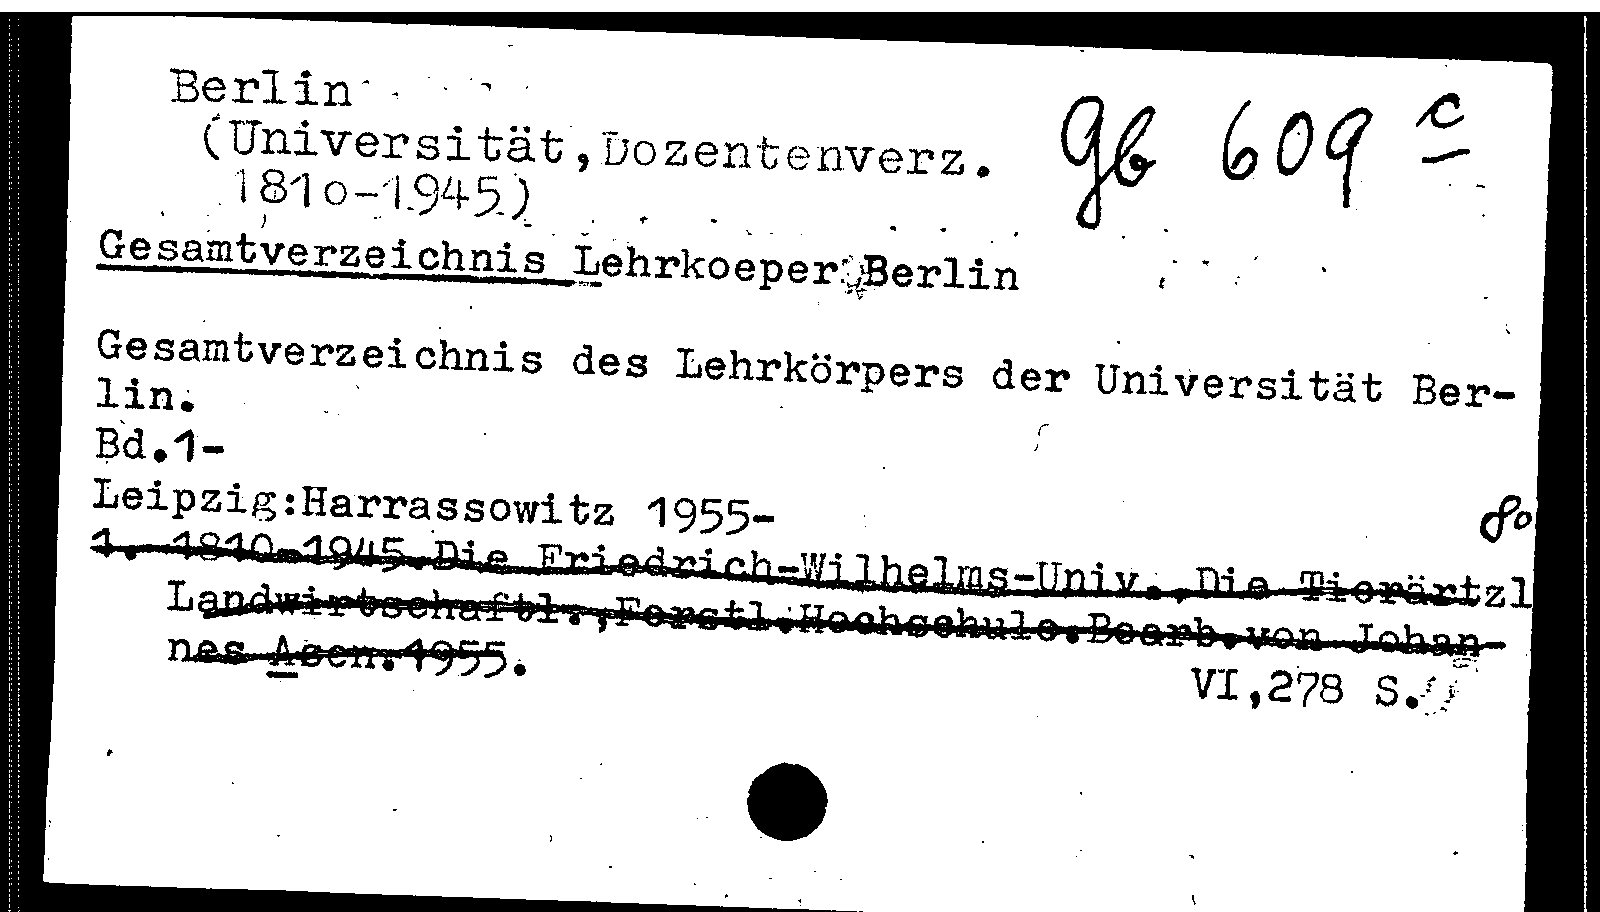 Berlin
(Universität,Dozentenverz.
1810-1945)
gb 609 c
Gesamtverzeichnis Lehrkoeper Berlin
Gesamtverzeichnis des Lehrkörpers der Universität Ber-
lin.
Bd.1-
Leipzig:Harrassowitz 1955-
8°
1. 1810-1945.Die Friedrich-Wilhelms-Univ.,Die Tierärtzl
Landwirtschaftl.,Forstl.Hochschule.Bearb.von Johan-
nes Asen.1955.
VI,278 S.